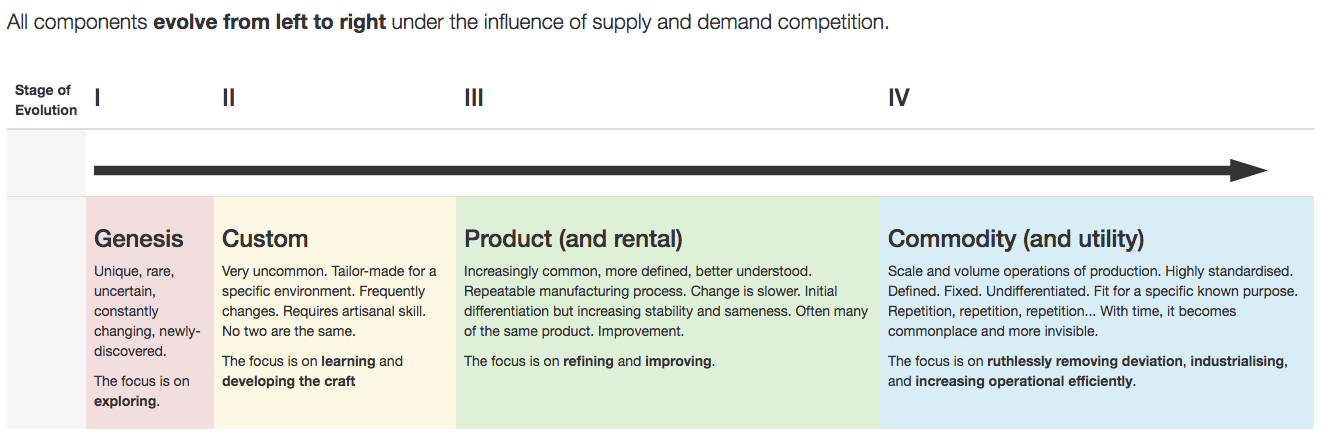 All components evolve from left to right under the influence of supply and demand competition.
Stage of
Evolution
I
II
III
IV
Genesis
Unique, rare,
uncertain,
constantly
changing, newly-
discovered.
The focus is on
exploring.
Custom
Very uncommon. Tailor-made for a
specific environment. Frequently
changes. Requires artisanal skill.
No two are the same.
The focus is on learning and
developing the craft
Product (and rental)
Increasingly common, more defined, better understood.
Repeatable manufacturing process. Change is slower. Initial
differentiation but increasing stability and sameness. Often many
of the same product. Improvement.
The focus is on refining and improving.
Commodity (and utility)
Scale and volume operations of production. Highly standardised.
Defined. Fixed. Undifferentiated. Fit for a specific known purpose.
Repetition, repetition, repetition... With time, it becomes
commonplace and more invisible.
The focus is on ruthlessly removing deviation, industrialising,
and increasing operational efficiently.